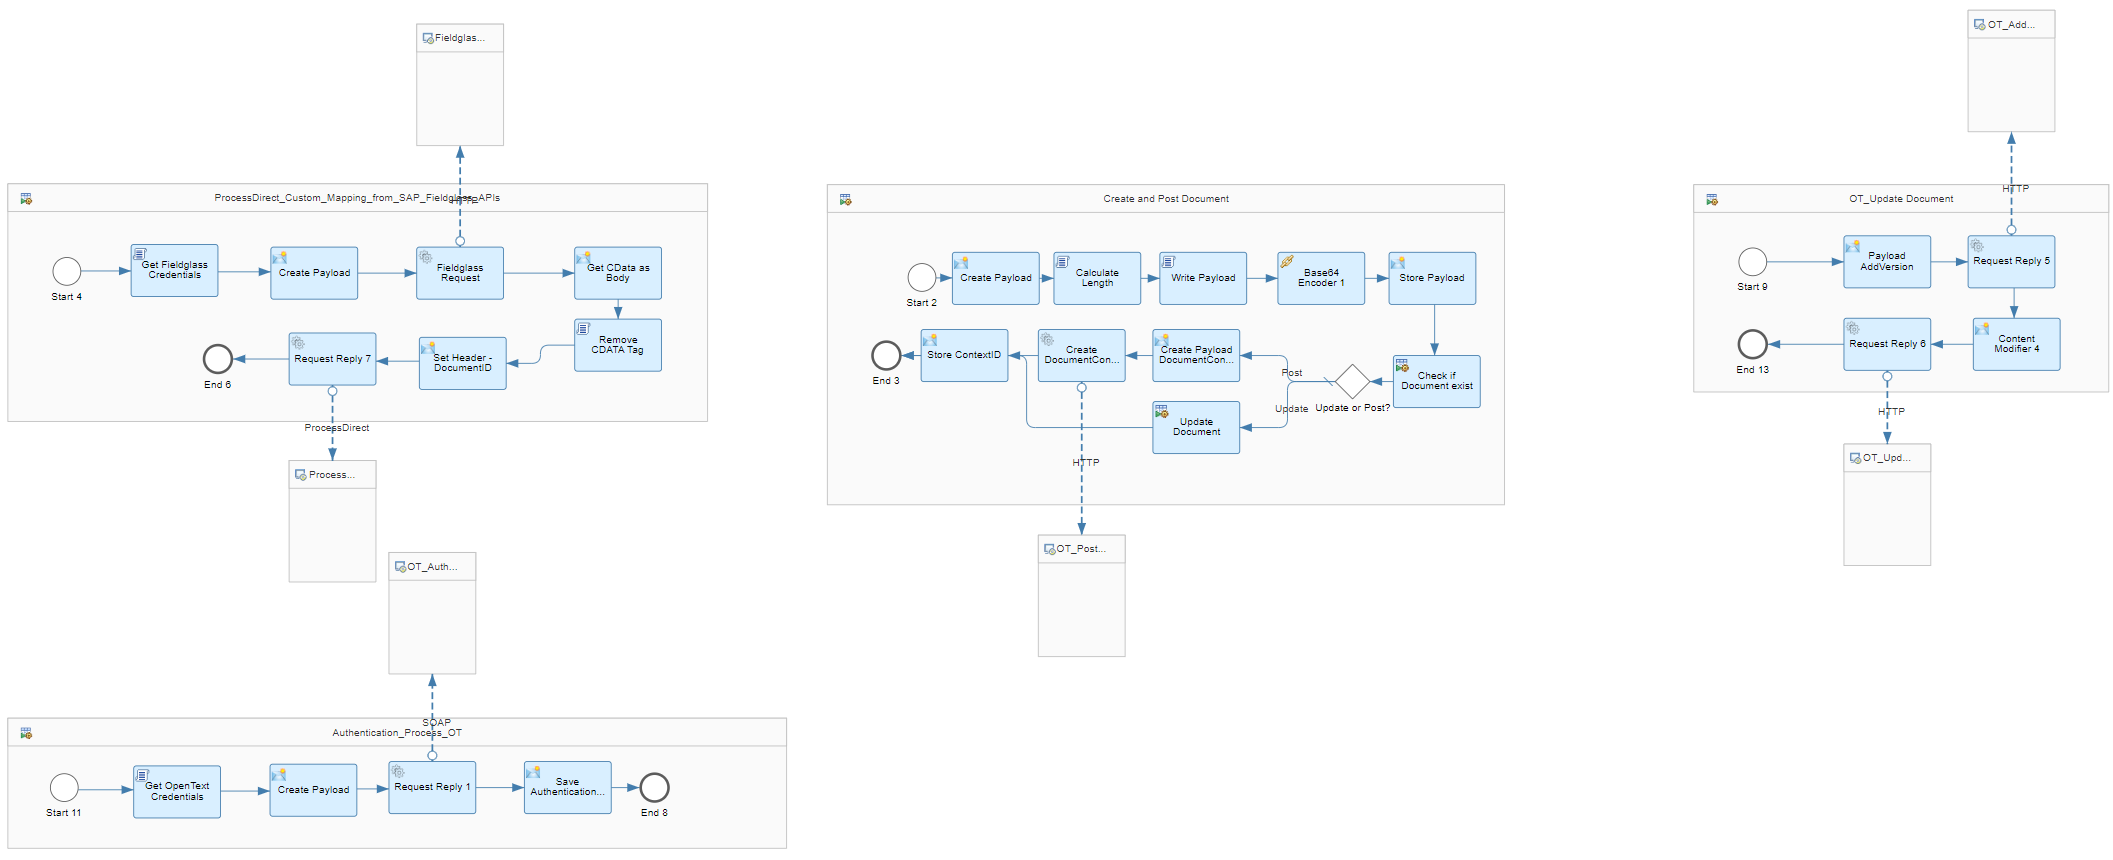 Fieldglas...
ProcessDirect_Custom_Mapping_from_SAP_Fieldglass_APIs
HTTP
Start 4
Get Fieldglass
Credentials
Create Payload
Fieldglass
Request
Get CData as
Body
Remove
CDATA Tag
Set Header -
DocumentID
Request Reply 7
End 6
ProcessDirect
Process...
OT_Auth...
SOAP
Authentication_Process_OT
Start 11
Get OpenText
Credentials
Create Payload
Request Reply 1
Save
Authentication...
End 8
Create and Post Document
Start 2
Create Payload
Calculate
Length
Write Payload
Base64
Encoder 1
Store Payload
Check if
Document exist
Update or Post?
Post
Update
Create Payload
DocumentCon...
Create
DocumentCon...
Store ContextID
End 3
Update
Document
HTTP
OT_Post...
OT_Add...
HTTP
OT_Update Document
Start 9
Payload
AddVersion
Request Reply 5
Content
Modifier 4
Request Reply 6
End 13
HTTP
OT_Upd...